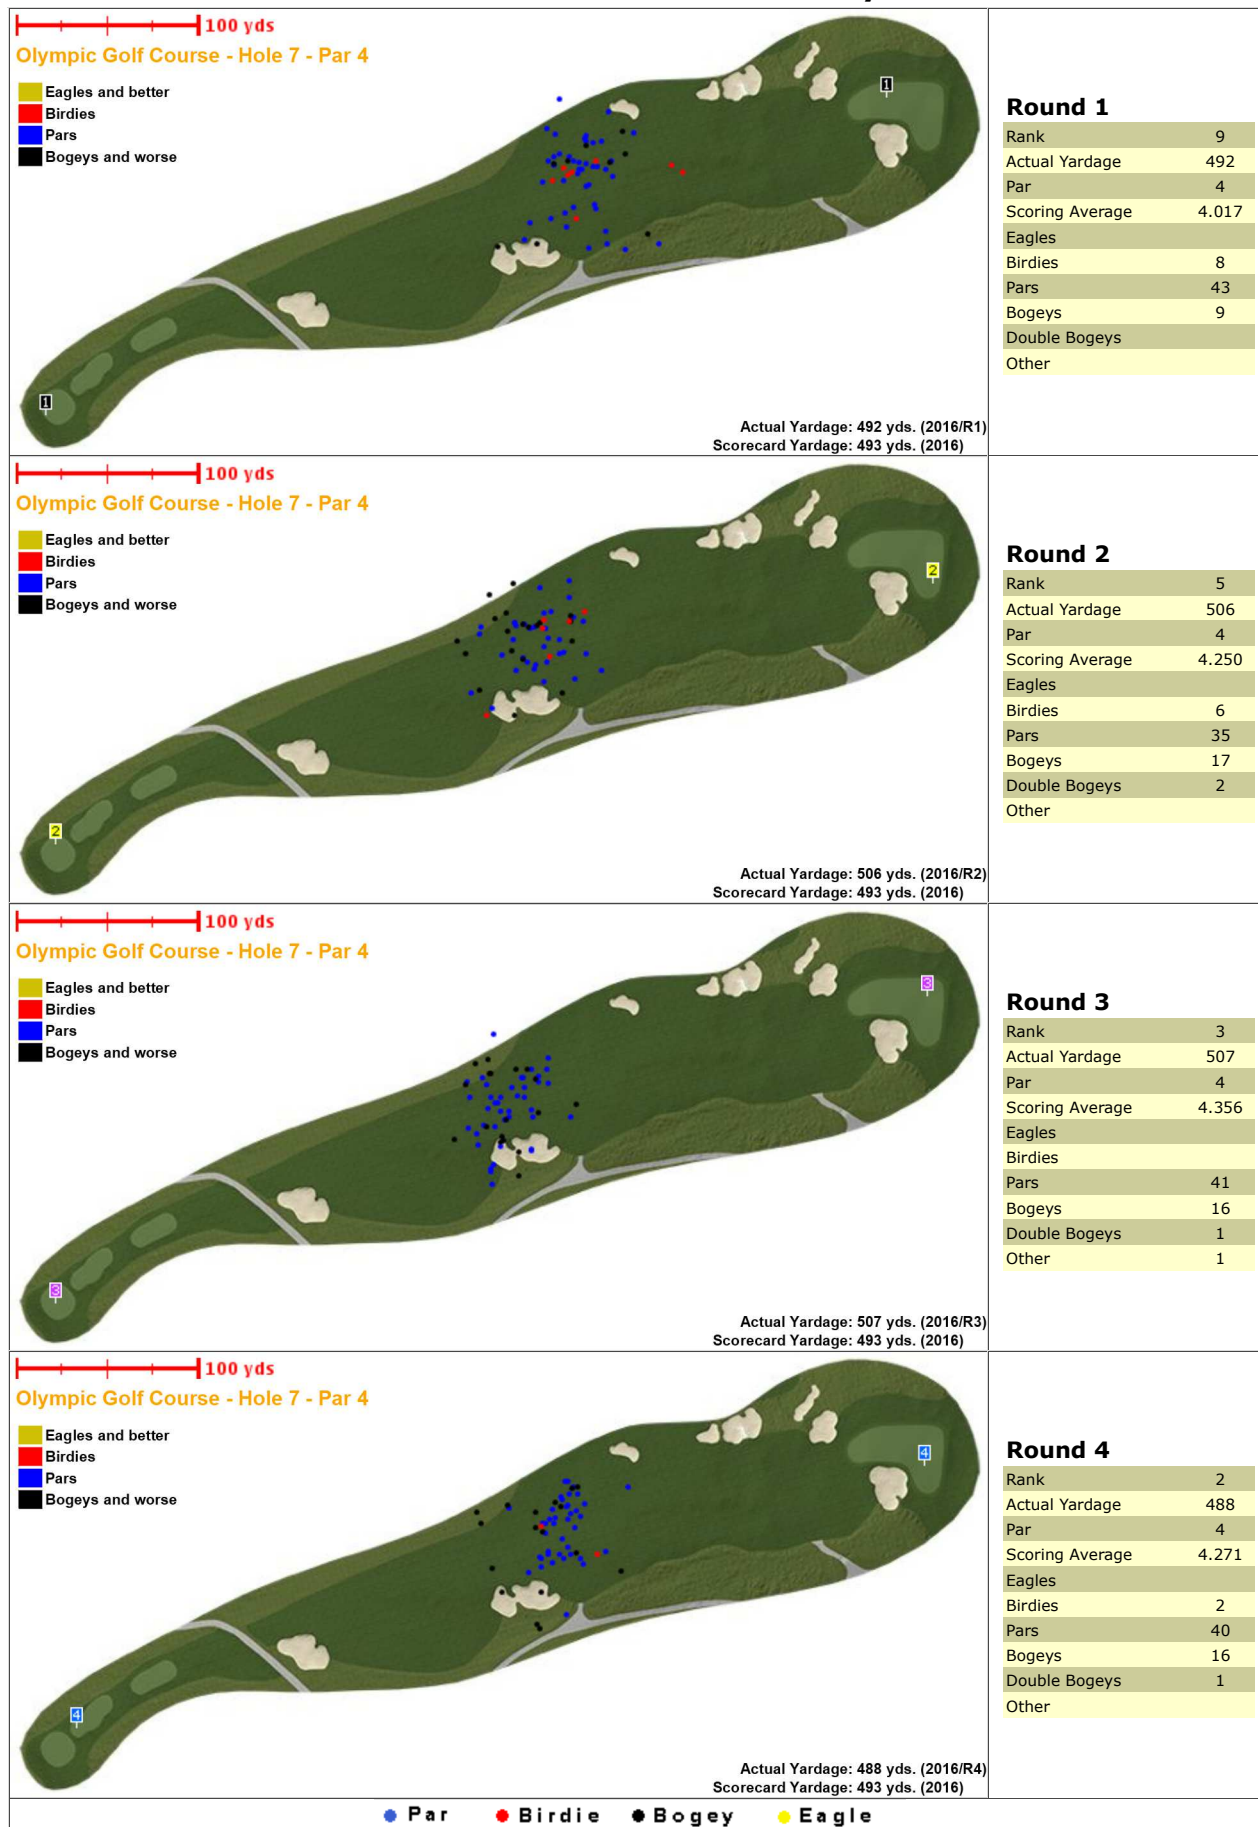 100 yds
Olympic Golf Course - Hole 7 - Par 4
Eagles and better
Birdies
Pars
Bogeys and worse
1
1
Actual Yardage: 492 yds. (2016/R1)
Scorecard Yardage: 493 yds. (2016)
Round 1
Rank 9
Actual Yardage 492
Par 4
Scoring Average 4.017
Eagles
Birdies 8
Pars 43
Bogeys 9
Double Bogeys
Other
100 yds
Olympic Golf Course - Hole 7 - Par 4
Eagles and better
Birdies
Pars
Bogeys and worse
2
2
Actual Yardage: 506 yds. (2016/R2)
Scorecard Yardage: 493 yds. (2016)
Round 2
Rank 5
Actual Yardage 506
Par 4
Scoring Average 4.250
Eagles
Birdies 6
Pars 35
Bogeys 17
Double Bogeys 2
Other
100 yds
Olympic Golf Course - Hole 7 - Par 4
Eagles and better
Birdies
Pars
Bogeys and worse
3
3
Actual Yardage: 507 yds. (2016/R3)
Scorecard Yardage: 493 yds. (2016)
Round 3
Rank 3
Actual Yardage 507
Par 4
Scoring Average 4.356
Eagles
Birdies
Pars 41
Bogeys 16
Double Bogeys 1
Other 1
100 yds
Olympic Golf Course - Hole 7 - Par 4
Eagles and better
Birdies
Pars
Bogeys and worse
4
4
Actual Yardage: 488 yds. (2016/R4)
Scorecard Yardage: 493 yds. (2016)
Round 4
Rank 2
Actual Yardage 488
Par 4
Scoring Average 4.271
Eagles
Birdies 2
Pars 40
Bogeys 16
Double Bogeys 1
Other
Par Birdie Bogey Eagle